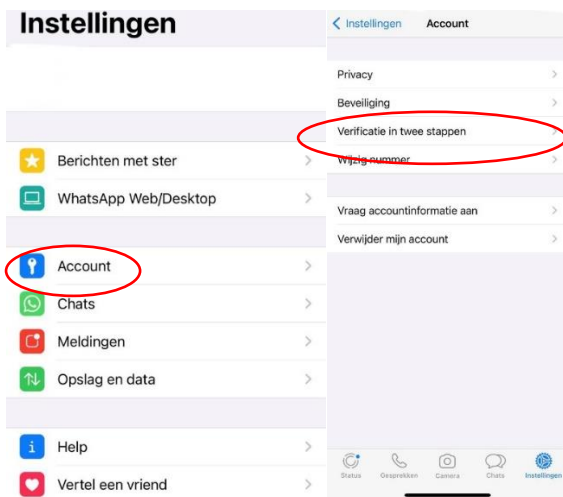 Instellingen
Berichten met ster
WhatsApp Web/Desktop
Account
Chats
Meldingen
Opslag en data
Help
Vertel een vriend
Instellingen Account
Privacy
Beveiliging
Verificatie in twee stappen
Wijzig nummer
Vraag accountinformatie aan
Verwijder mijn account
Status Gesprekken Camera Chats Instellingen